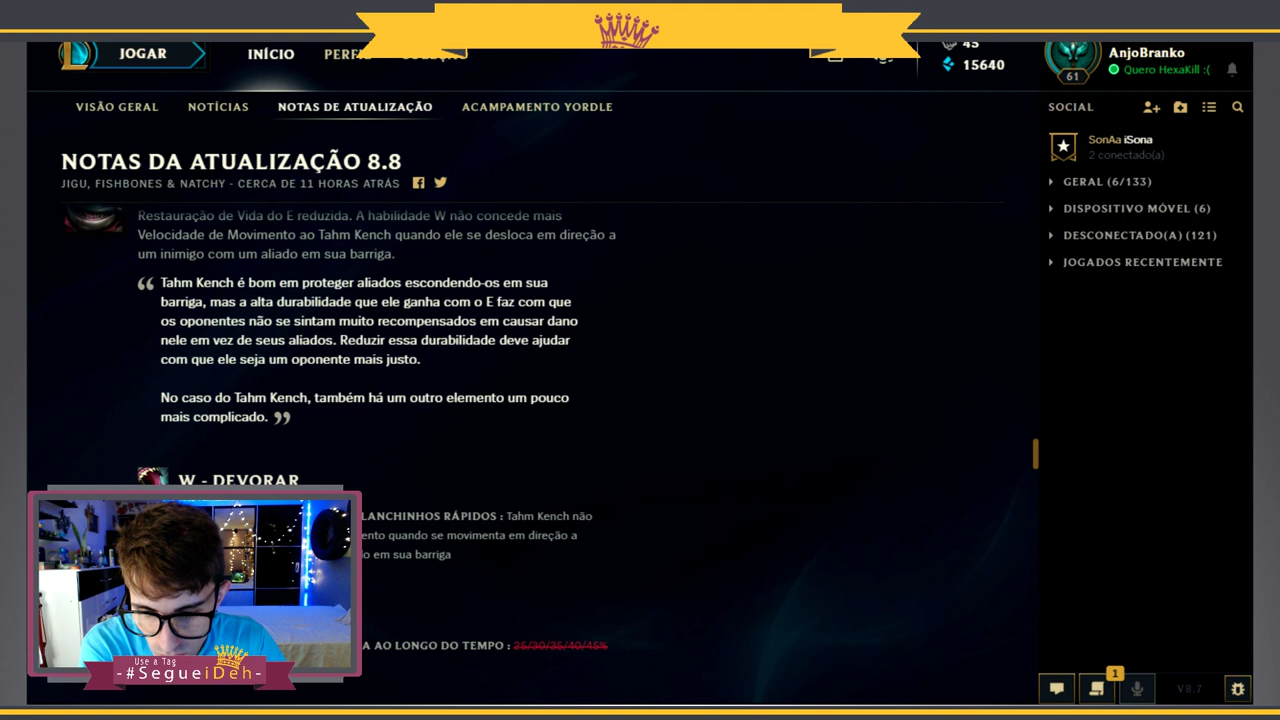 JOGAR
INÍCIO
45
15640
AnjoBranko
Quero HexaKill :(
61
VISÃO GERAL
NOTÍCIAS
NOTAS DE ATUALIZAÇÃO
ACAMPAMENTO YORDLE
SOCIAL
NOTAS DA ATUALIZAÇÃO 8.8
JIGU, FISHBONES & NATCHY - CERCA DE 11 HORAS ATRÁS
SonAa iSona
2 conectado(a)
GERAL (6/133)
DISPOSITIVO MÓVEL (6)
DESCONECTADO(A) (121)
JOGADOS RECENTEMENTE
Restauração de Vida do E reduzida. A habilidade W não concede mais
Velocidade de Movimento ao Tahm Kench quando ele se desloca em direção a
um inimigo com um aliado em sua barriga.
“ Tahm Kench é bom em proteger aliados escondendo-os em sua
barriga, mas a alta durabilidade que ele ganha com o E faz com que
os oponentes não se sintam muito recompensados em causar dano
nele em vez de seus aliados. Reduzir essa durabilidade deve ajudar
com que ele seja um oponente mais justo.
No caso do Tahm Kench, também há um outro elemento um pouco
mais complicado. ”
W - DEVORAR
LANCHINHOS RÁPIDOS : Tahm Kench não
ento quando se movimenta em direção a
o em sua barriga
A AO LONGO DO TEMPO : 25/30/35/40/45%
Use a Tag
-#SegueiDeh-
1
V8.7